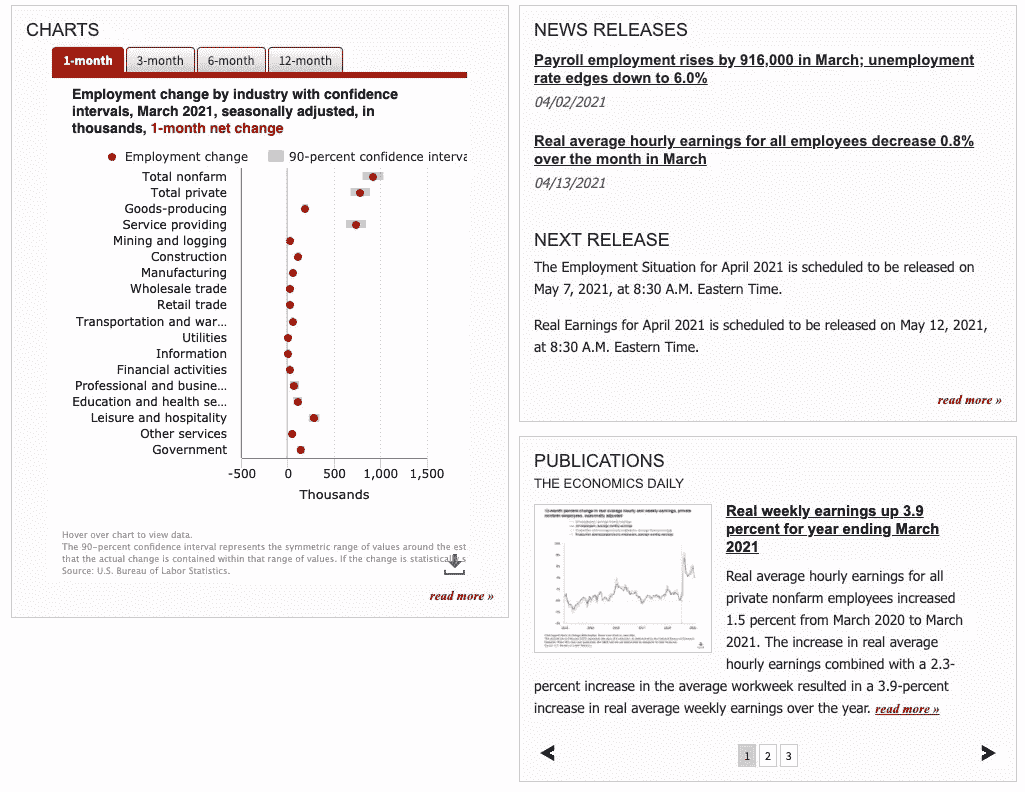 CHARTS
1-month
3-month
6-month
12-month
Employment change by industry with confidence
intervals, March 2021, seasonally adjusted, in
thousands, 1-month net change
Employment change
90-percent confidence interva
Total nonfarm
Total private
Goods-producing
Service providing
Mining and logging
Construction
Manufacturing
Wholesale trade
Retail trade
Transportation and war...
Utilities
Information
Financial activities
Professional and busine...
Education and health se...
Leisure and hospitality
Other services
Government
-500 0 500 1,000 1,500
Thousands
Hover over chart to view data.
The 90-percent confidence interval represents the symmetric range of values around the est
that the actual change is contained within that range of values. If the change is statistically s
Source: U.S. Bureau of Labor Statistics.
read more »
NEWS RELEASES
Payroll employment rises by 916,000 in March; unemployment
rate edges down to 6.0%
04/02/2021
Real average hourly earnings for all employees decrease 0.8%
over the month in March
04/13/2021
NEXT RELEASE
The Employment Situation for April 2021 is scheduled to be released on
May 7, 2021, at 8:30 A.M. Eastern Time.
Real Earnings for April 2021 is scheduled to be released on May 12, 2021,
at 8:30 A.M. Eastern Time.
read more »
PUBLICATIONS
THE ECONOMICS DAILY
Real weekly earnings up 3.9
percent for year ending March
2021
Real average hourly earnings for all
private nonfarm employees increased
1.5 percent from March 2020 to March
2021. The increase in real average
hourly earnings combined with a 2.3-
percent increase in the average workweek resulted in a 3.9-percent
increase in real average weekly earnings over the year. read more »
1 2 3